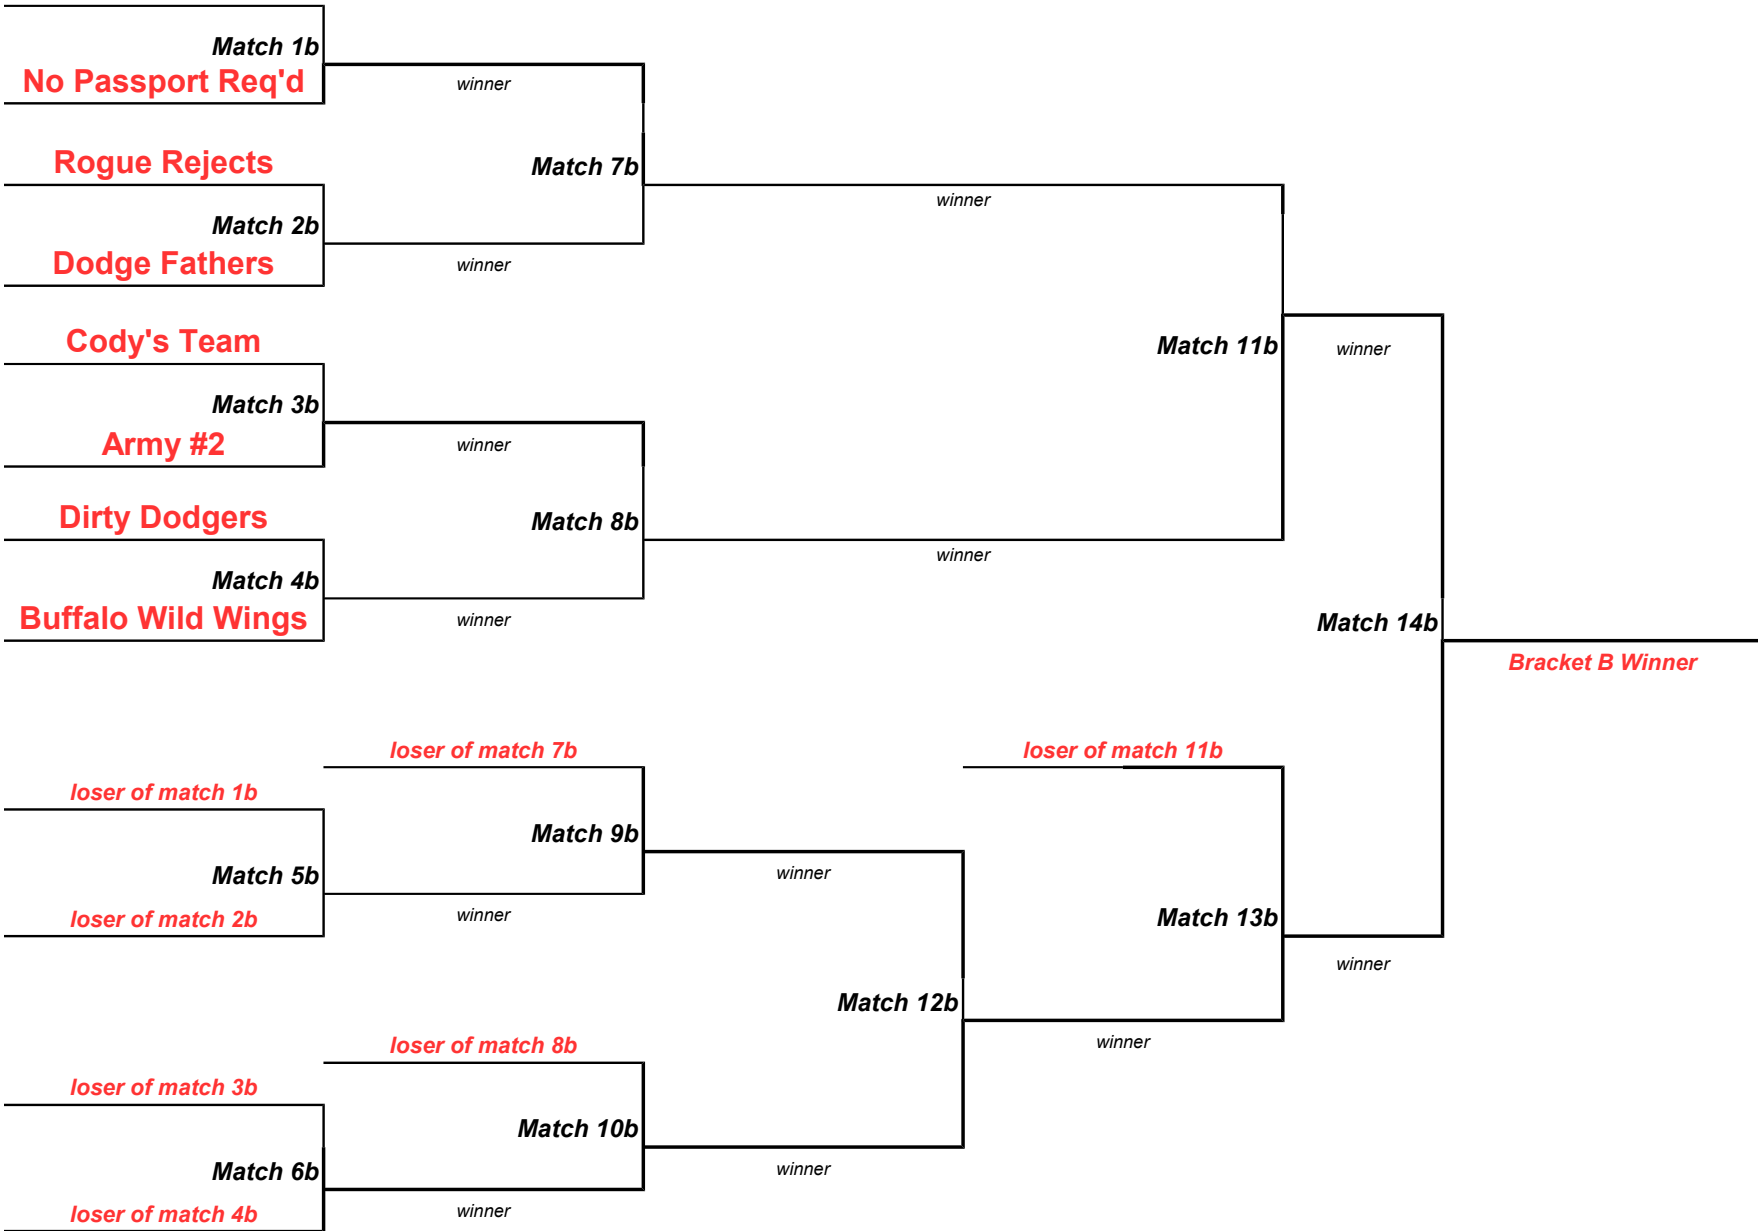 Match 1b
No Passport Req'd
winner
Rogue Rejects
Match 7b
winner
Match 2b
Dodge Fathers
winner
Cody's Team
Match 11b
winner
Match 3b
Army #2
winner
Dirty Dodgers
Match 8b
winner
Match 4b
Buffalo Wild Wings
winner
Match 14b
Bracket B Winner
loser of match 7b
loser of match 11b
loser of match 1b
Match 9b
winner
Match 5b
loser of match 2b
winner
Match 13b
winner
Match 12b
winner
loser of match 8b
loser of match 3b
Match 10b
winner
Match 6b
loser of match 4b
winner